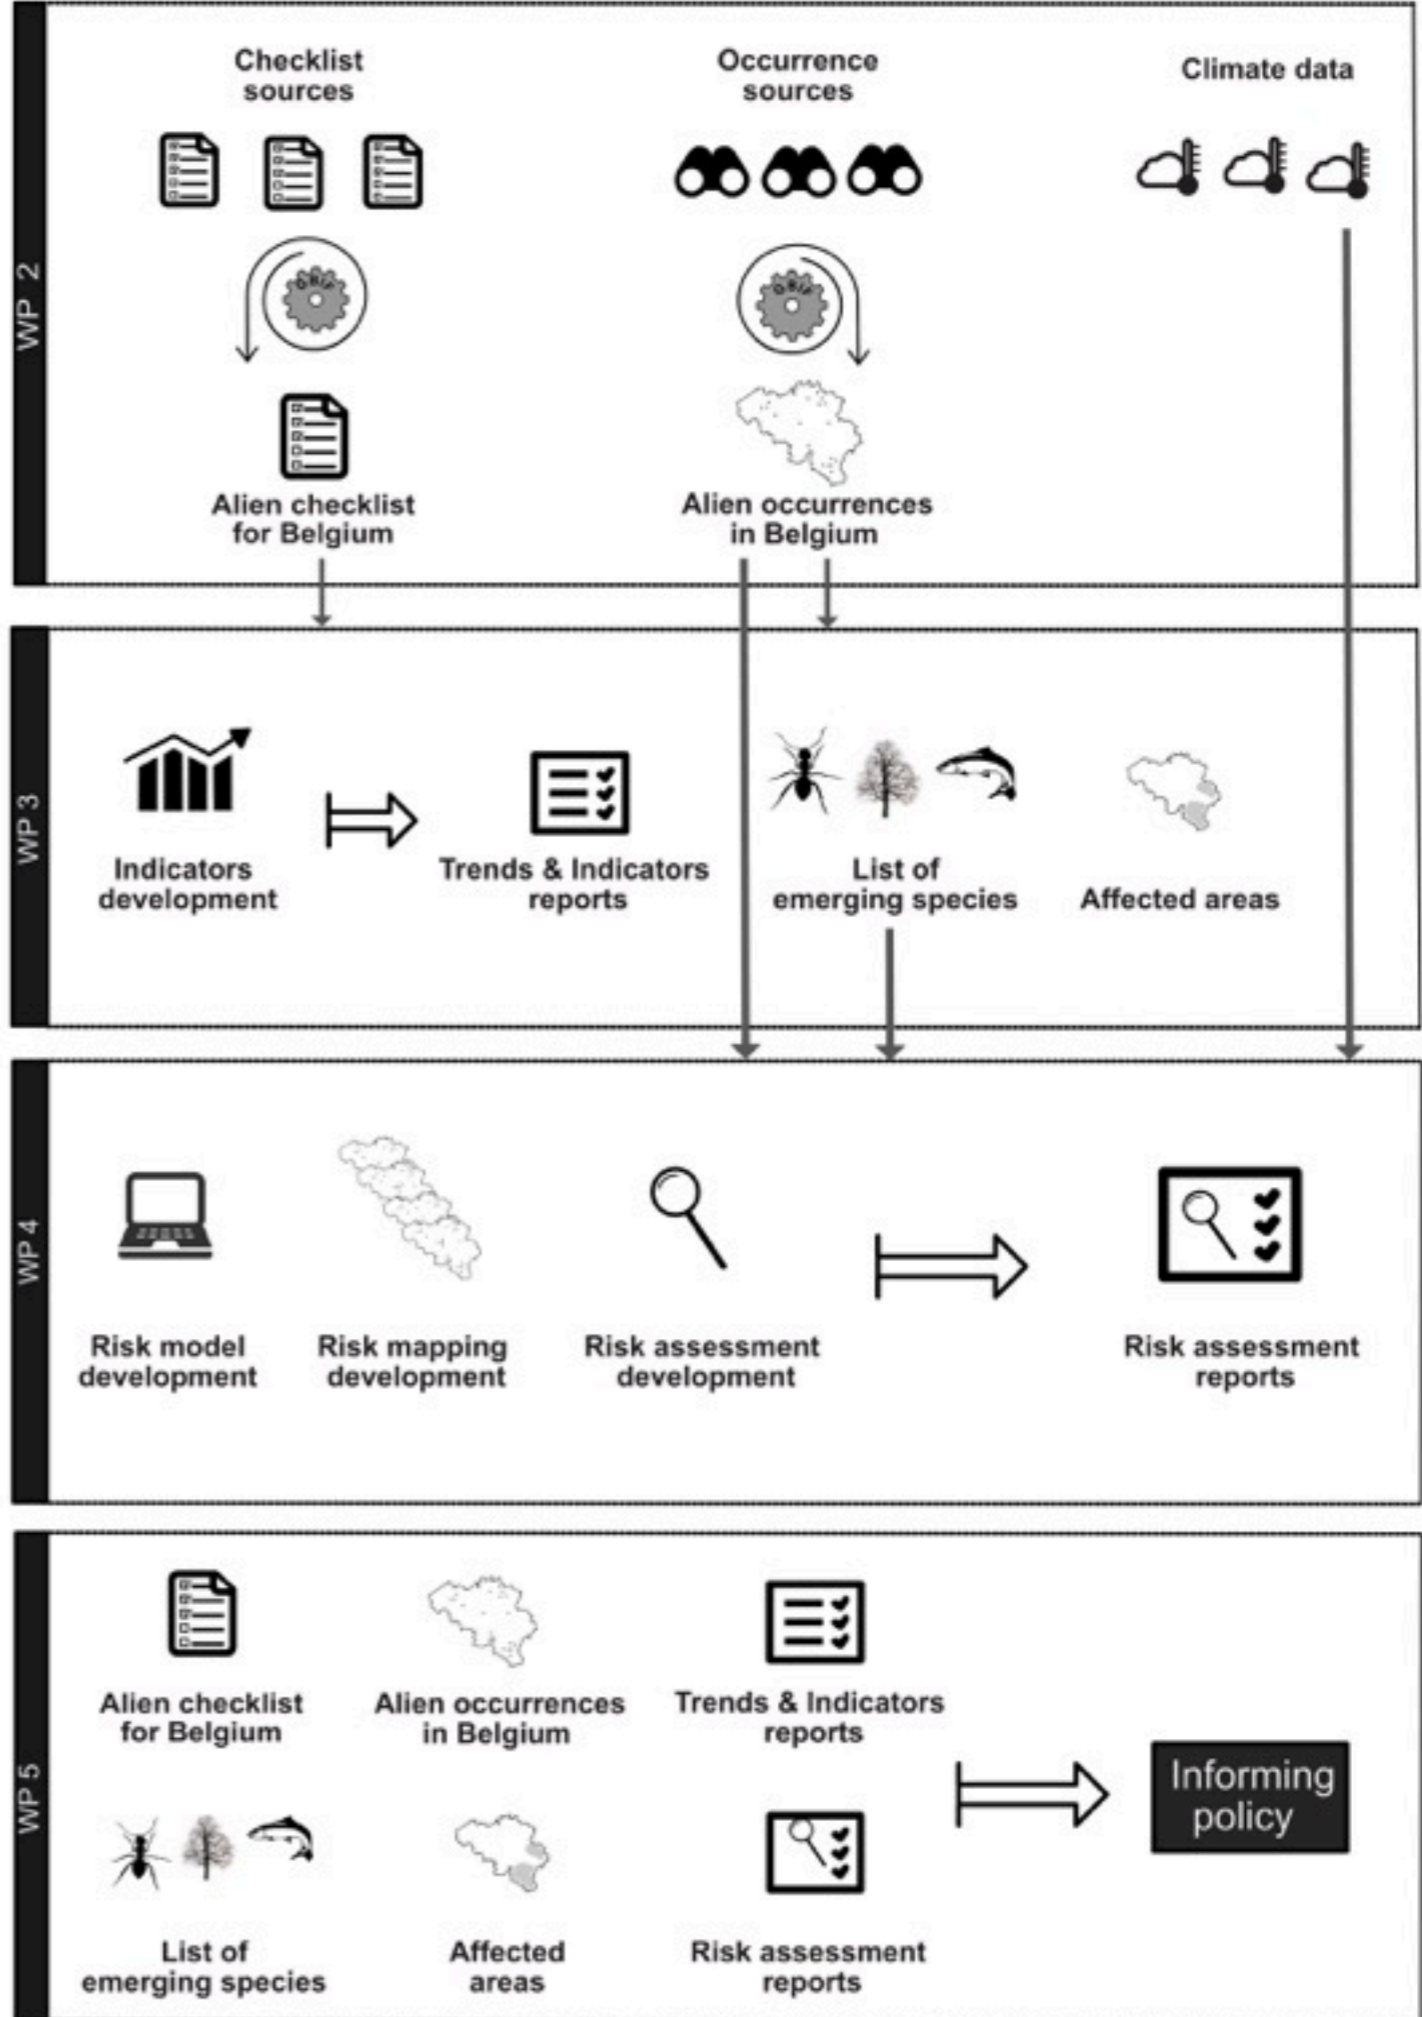 WP 2
Checklist
sources
Occurrence
sources
Climate data
GBIF
GBIF
Alien checklist
for Belgium
Alien occurrences
in Belgium
WP 3
Indicators
development
Trends & Indicators
reports
List of
emerging species
Affected areas
WP 4
Risk model
development
Risk mapping
development
Risk assessment
development
Risk assessment
reports
WP 5
Alien checklist
for Belgium
Alien occurrences
in Belgium
Trends & Indicators
reports
Informing
policy
List of
emerging species
Affected
areas
Risk assessment
reports